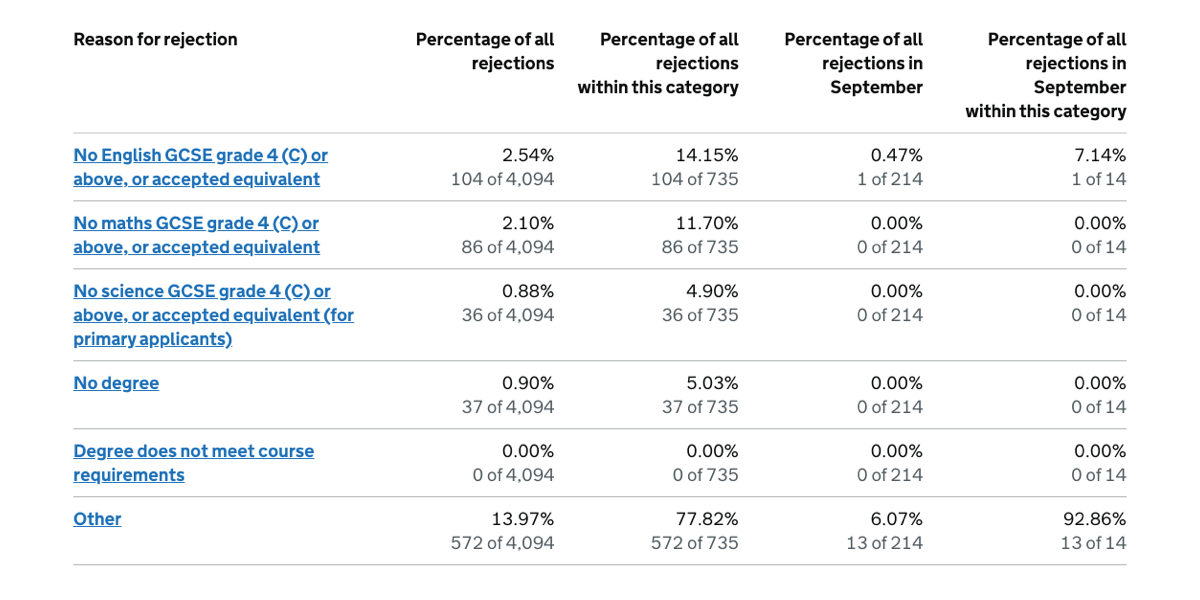 Reason for rejection
Percentage of all
rejections
Percentage of all
rejections
within this category
Percentage of all
rejections in
September
Percentage of all
rejections in
September
within this category
No English GCSE grade 4 (C) or
above, or accepted equivalent
2.54%
104 of 4,094
14.15%
104 of 735
0.47%
1 of 214
7.14%
1 of 14
No maths GCSE grade 4 (C) or
above, or accepted equivalent
2.10%
86 of 4,094
11.70%
86 of 735
0.00%
0 of 214
0.00%
0 of 14
No science GCSE grade 4 (C) or
above, or accepted equivalent (for
primary applicants)
0.88%
36 of 4,094
4.90%
36 of 735
0.00%
0 of 214
0.00%
0 of 14
No degree
0.90%
37 of 4,094
5.03%
37 of 735
0.00%
0 of 214
0.00%
0 of 14
Degree does not meet course
requirements
0.00%
0 of 4,094
0.00%
0 of 735
0.00%
0 of 214
0.00%
0 of 14
Other
13.97%
572 of 4,094
77.82%
572 of 735
6.07%
13 of 214
92.86%
13 of 14